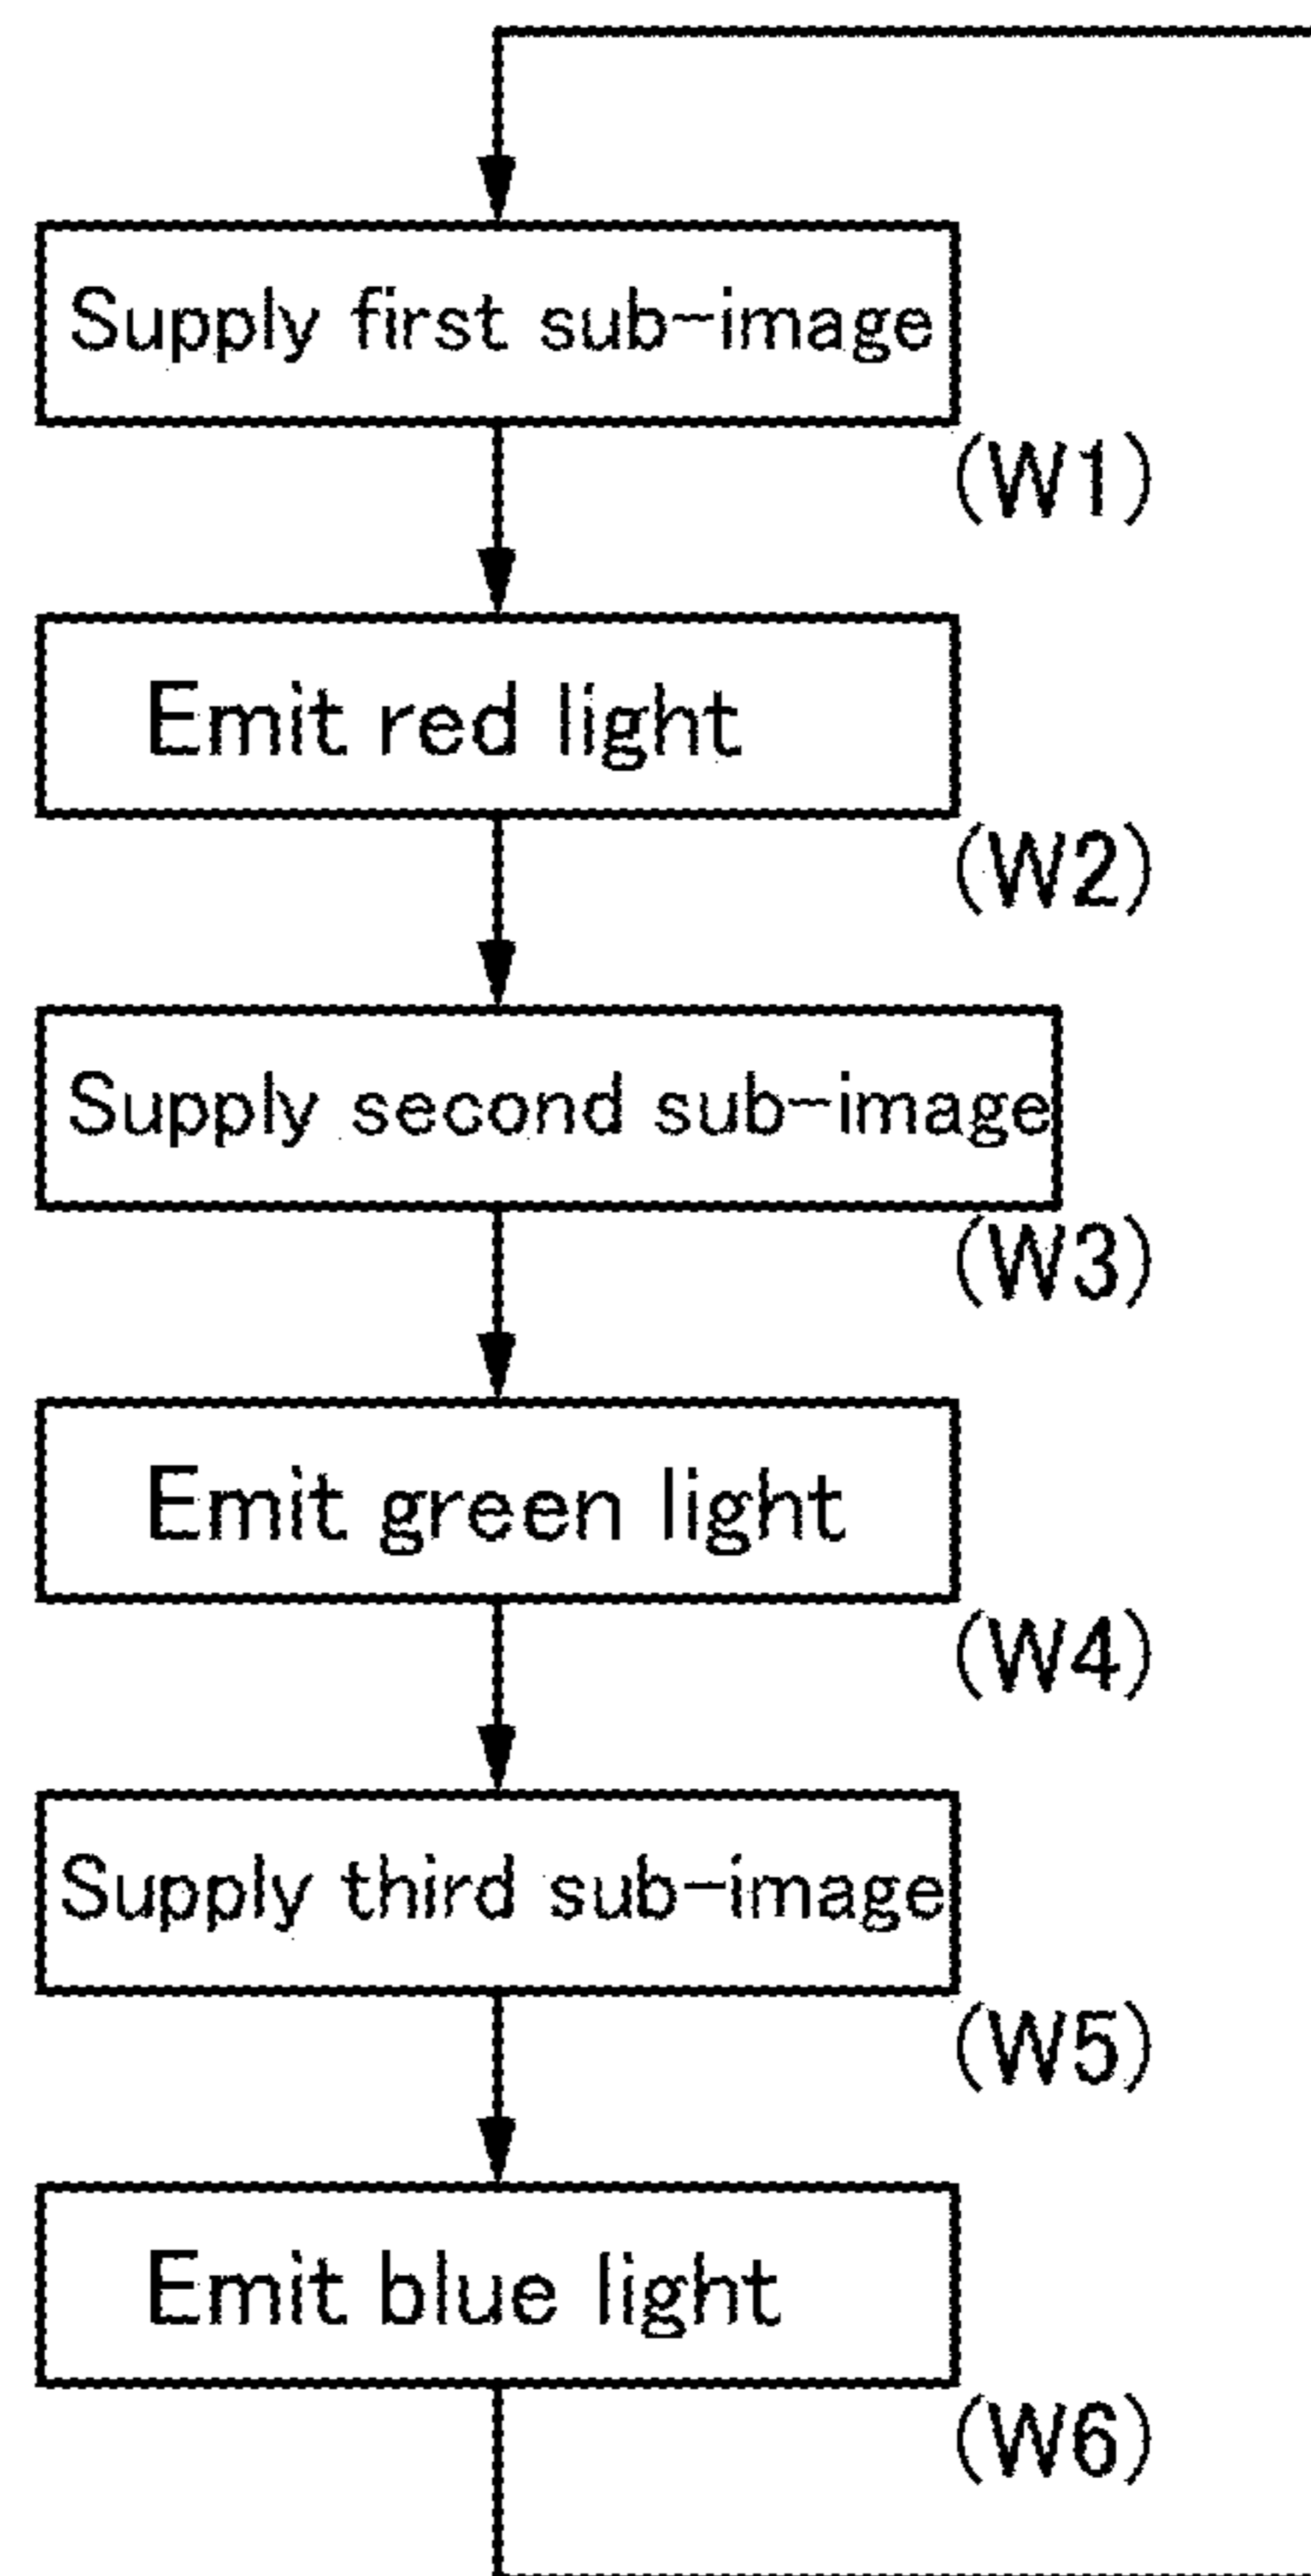 Supply first sub-image
(W1)
Emit red light
(W2)
Supply second sub-image
(W3)
Emit green light
(W4)
Supply third sub-image
(W5)
Emit blue light
(W6)